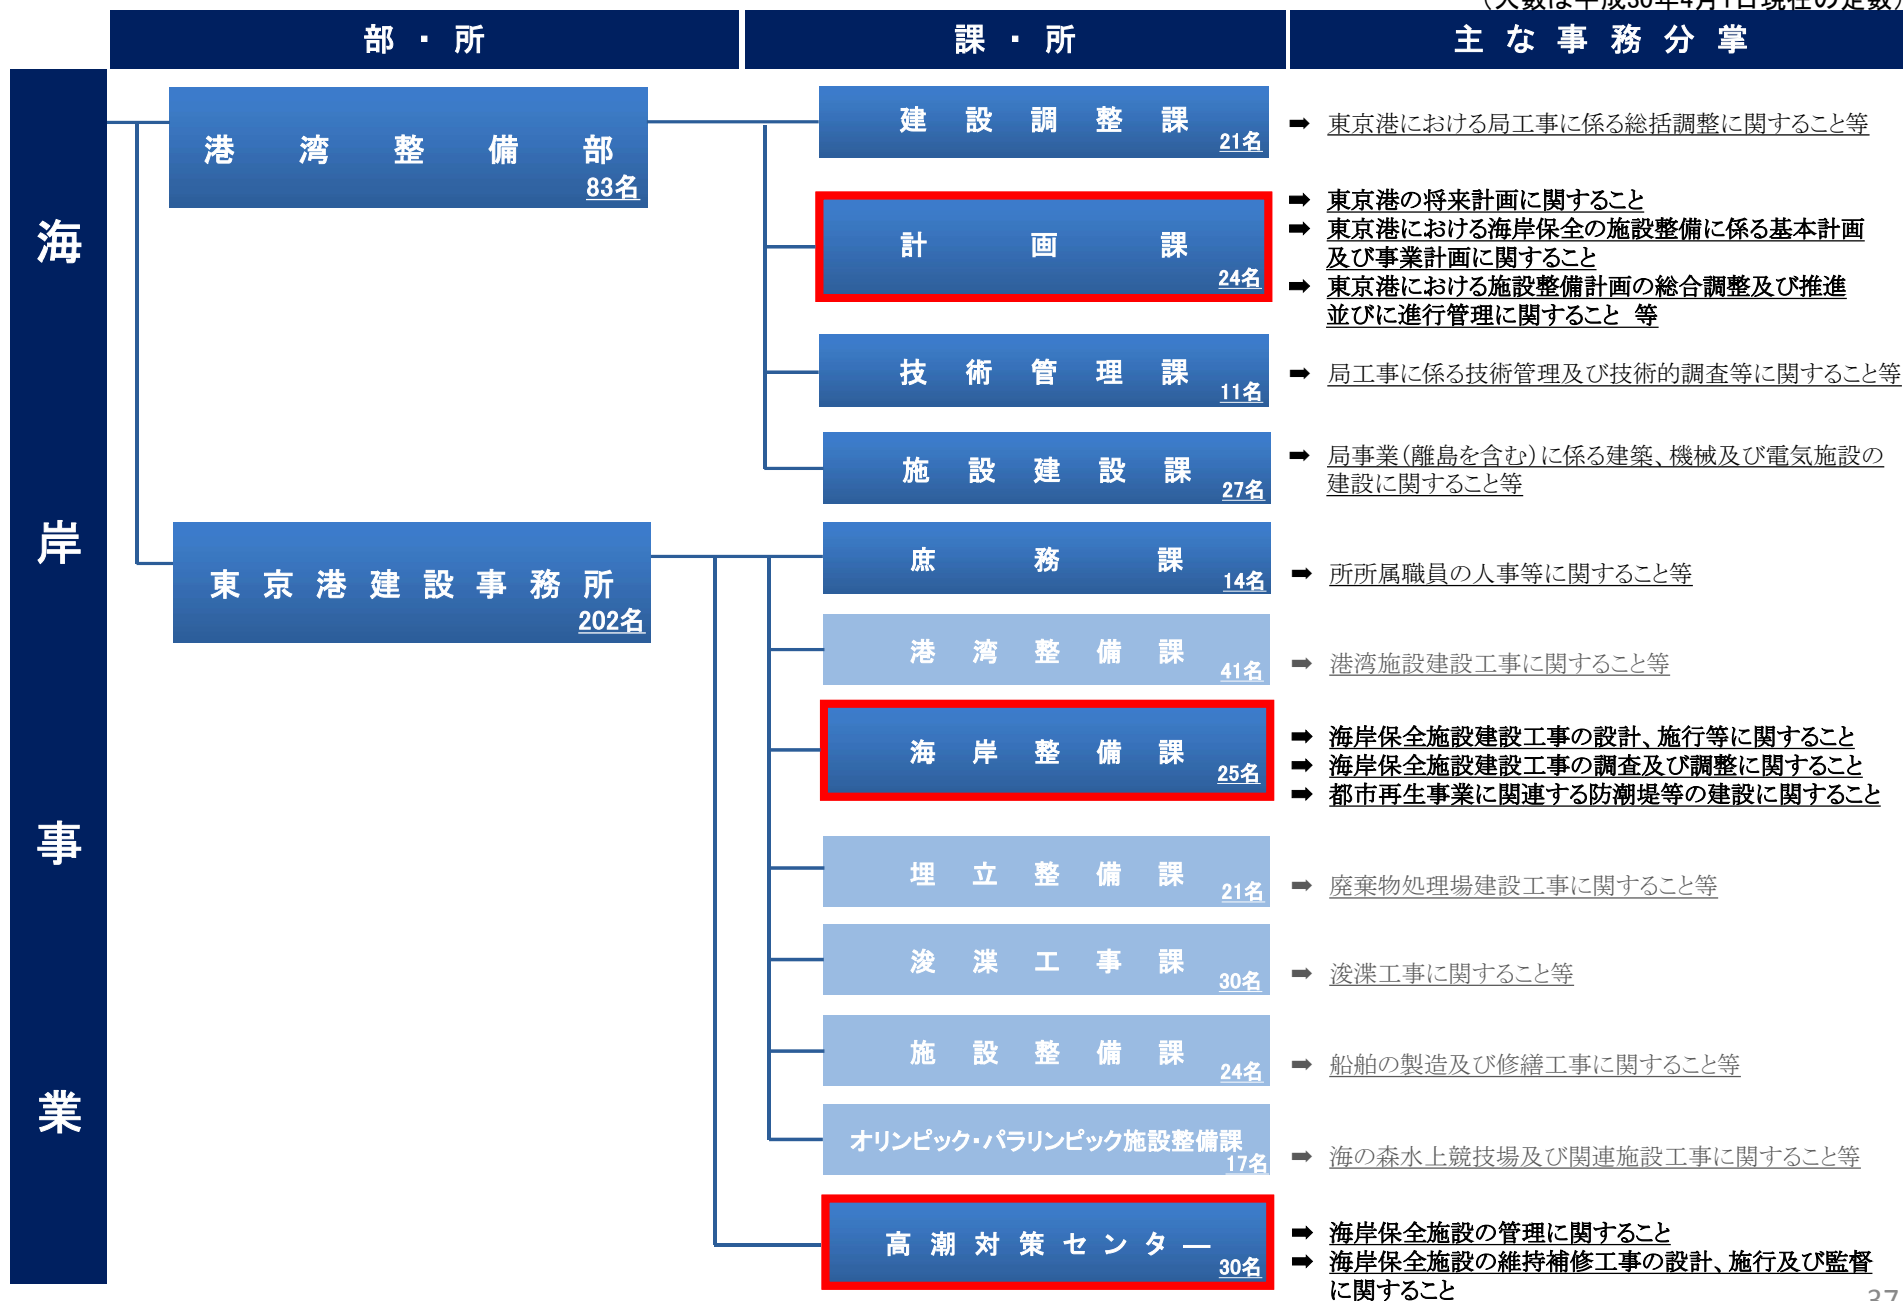 （人数は平成30年4月1日現在の定数）
部・所
課・所
主な事務分掌
海岸事業
港湾整備部
83名
建設調整課
21名
➡ 東京港における局工事に係る総括調整に関すること等
計画課
24名
➡ 東京港の将来計画に関すること
➡ 東京港における海岸保全の施設整備に係る基本計画
及び事業計画に関すること
➡ 東京港における施設整備計画の総合調整及び推進
並びに進行管理に関すること 等
技術管理課
11名
➡ 局工事に係る技術管理及び技術的調査等に関すること等
施設建設課
27名
➡ 局事業（離島を含む）に係る建築、機械及び電気施設の
建設に関すること等
東京港建設事務所
202名
庶務課
14名
➡ 所所属職員の人事等に関すること等
港湾整備課
41名
➡ 港湾施設建設工事に関すること等
海岸整備課
25名
➡ 海岸保全施設建設工事の設計、施行等に関すること
➡ 海岸保全施設建設工事の調査及び調整に関すること
➡ 都市再生事業に関連する防潮堤等の建設に関すること
埋立整備課
21名
➡ 廃棄物処理場建設工事に関すること等
浚渫工事課
30名
➡ 浚渫工事に関すること等
施設整備課
24名
➡ 船舶の製造及び修繕工事に関すること等
オリンピック・パラリンピック施設整備課
17名
➡ 海の森水上競技場及び関連施設工事に関すること等
高潮対策センター
30名
➡ 海岸保全施設の管理に関すること
➡ 海岸保全施設の維持補修工事の設計、施行及び監督
に関すること
37